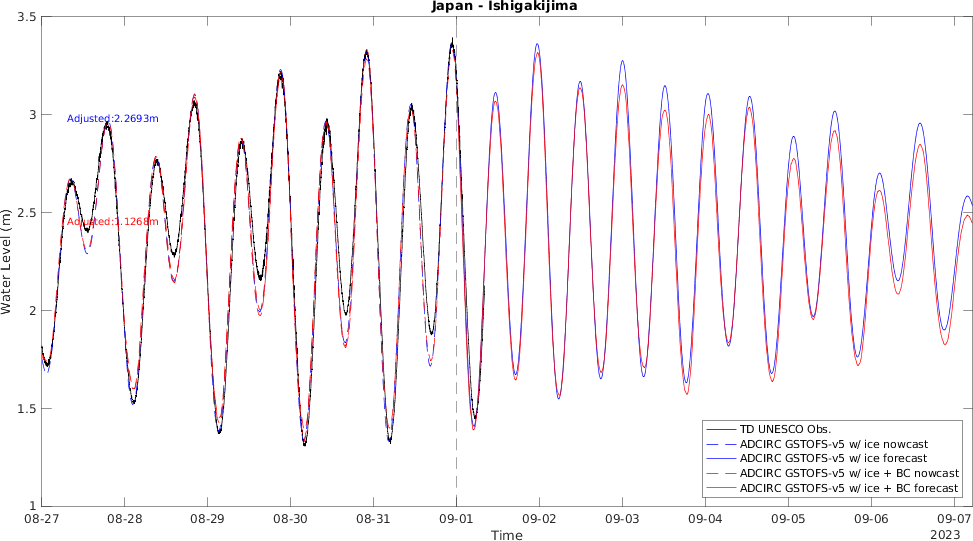 Japan - Ishigakijima
3.5
3
2.5
2
1.5
1
Water Level (m)
Adjusted:2.2693m
Adjusted:1.1268m
TD UNESCO Obs.
ADCIRC GSTOFS-v5 w/ ice nowcast
ADCIRC GSTOFS-v5 w/ ice forecast
ADCIRC GSTOFS-v5 w/ ice + BC nowcast
ADCIRC GSTOFS-v5 w/ ice + BC forecast
08-27 08-28 08-29 08-30 08-31 09-01 09-02 09-03 09-04 09-05 09-06 09-07
2023
Time